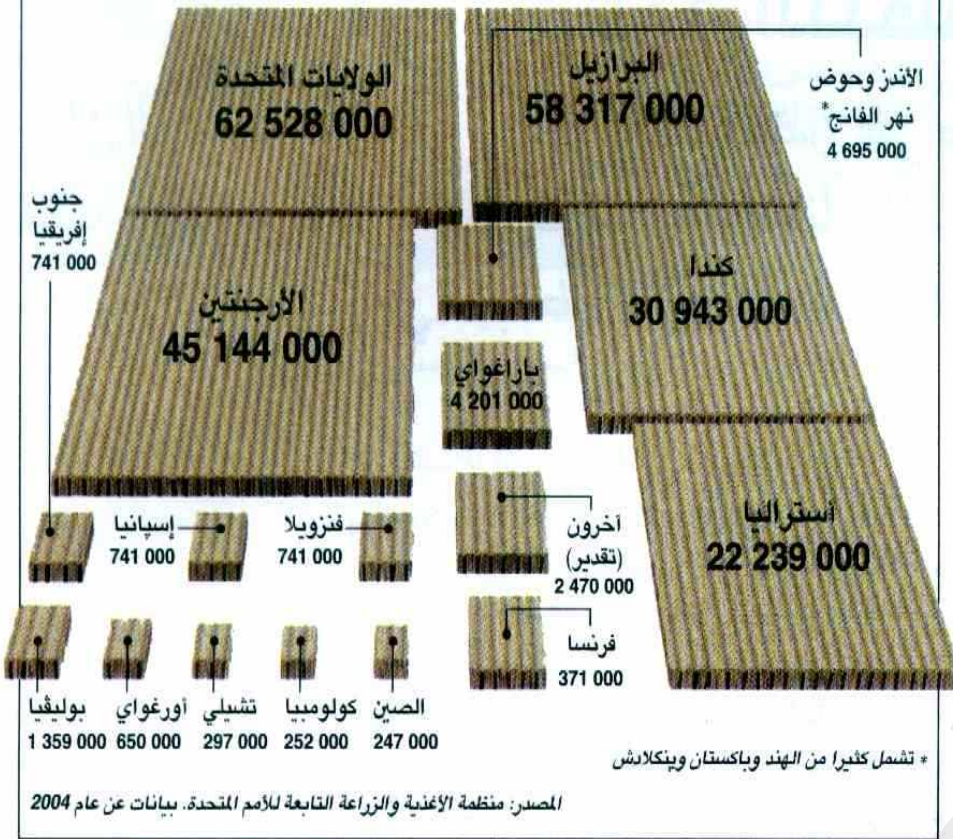 الولايات المتحدة
62 528 000
البرازيل
58 317 000
الأندز وحوض
نهر الفانج*
4 695 000
جنوب
إفريقيا
741 000
الأرجنتين
45 144 000
كندا
30 943 000
باراغواي
4 201 000
أستراليا
22 239 000
آخرون
(تقدير)
2 470 000
فنزويلا
741 000
إسپانيا
741 000
فرنسا
371 000
الصين
247 000
كولومبيا
252 000
تشيلي
297 000
أورغواي
650 000
بوليڤيا
1 359 000
* تشمل كثيرا من الهند وباكستان وبنكلادش
المصدر: منظمة الأغذية والزراعة التابعة للأمم المتحدة. بيانات عن عام 2004